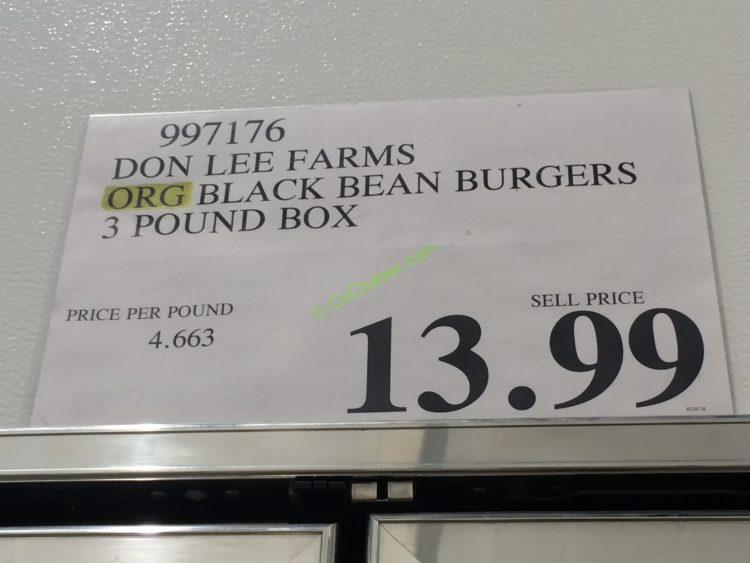 997176
DON LEE FARMS
ORG BLACK BEAN BURGERS
3 POUND BOX
PRICE PER POUND
4.663
SELL PRICE
13.99